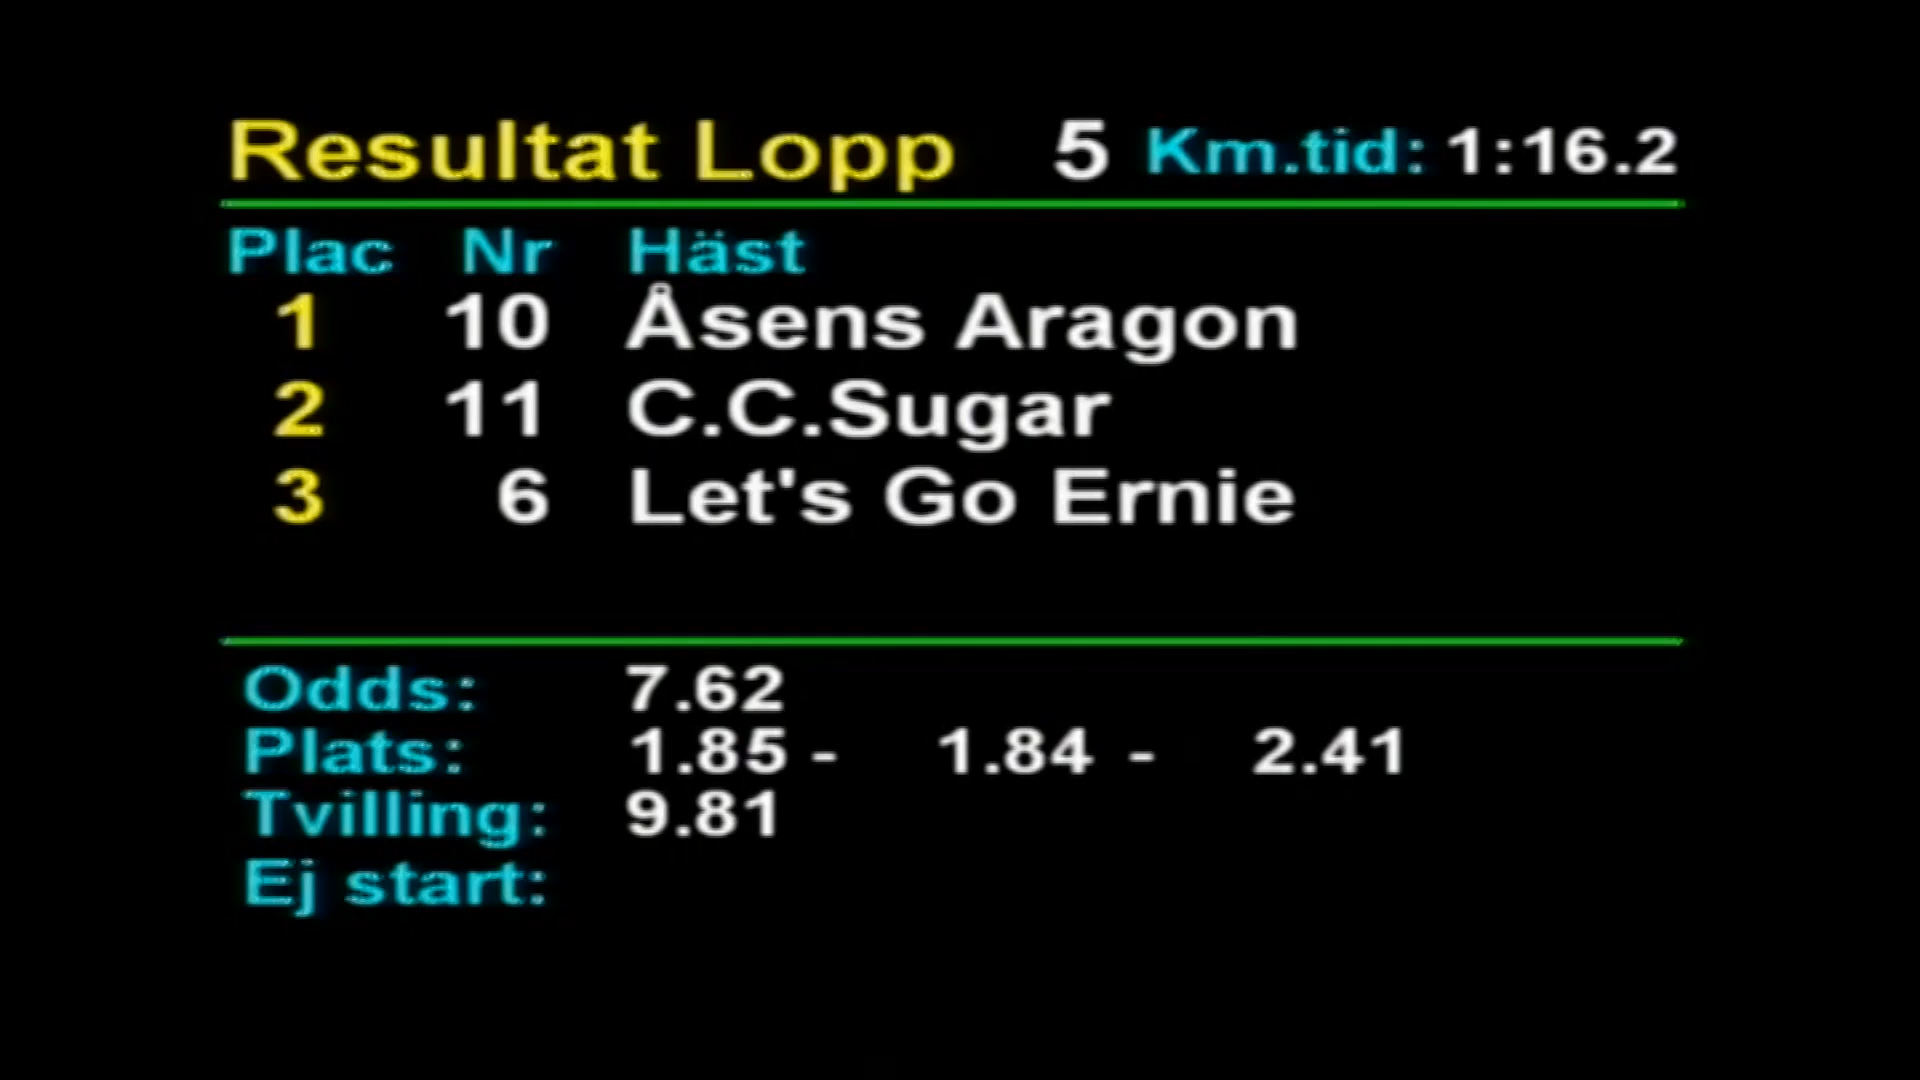 Resultat Lopp 5 Km.tid: 1:16.2
Plac Nr Häst
1 10 Åsens Aragon
2 11 C.C.Sugar
3 6 Let's Go Ernie
Odds: 7.62
Plats: 1.85 - 1.84 - 2.41
Tvilling: 9.81
Ej start: